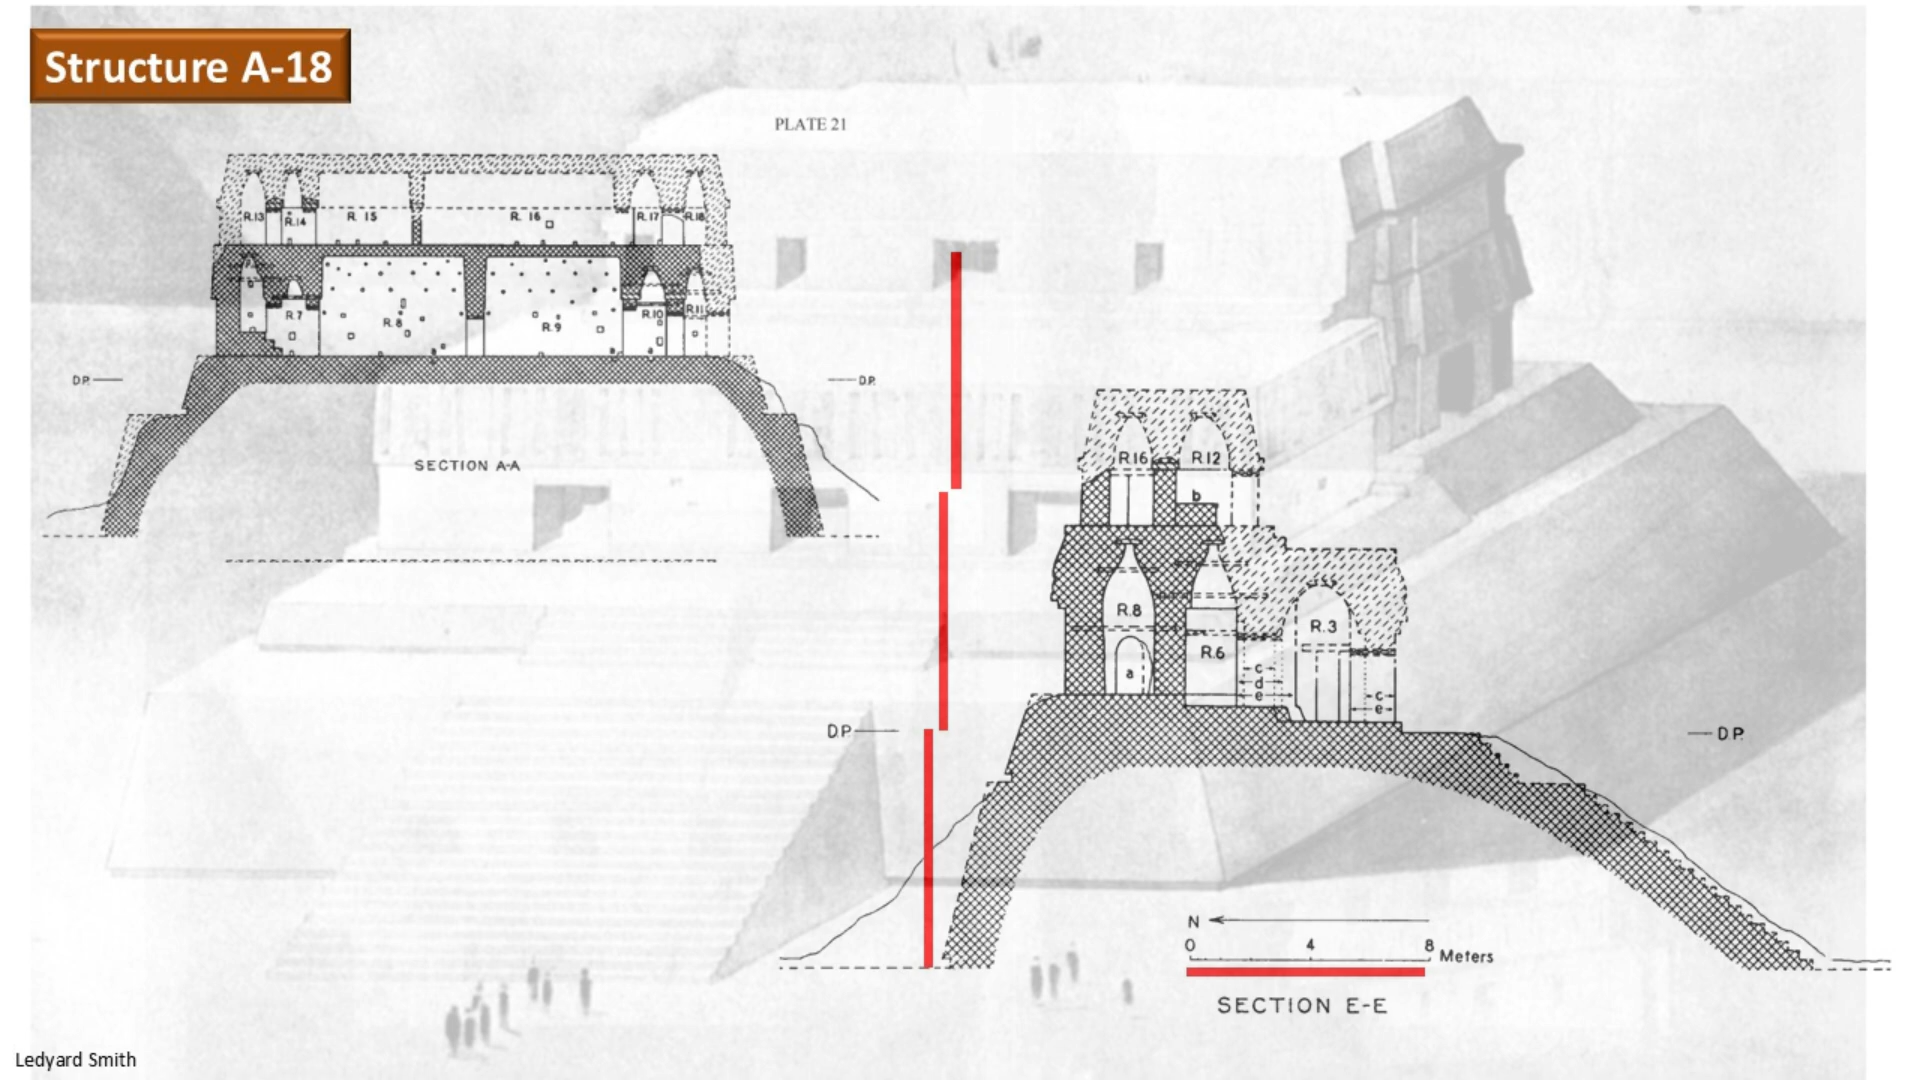 Structure A-18
PLATE 21
R.13 R.14 R. 15 R. 16 R.17 R.18
R.7 R.8 R.9 R.10 R.11
a a a
D.P. D.P.
SECTION A-A
R.16 R.12
b
R.8 R.3
R.6
a
c c
d
e e
D.P. D.P.
N
0 4 8
Meters
SECTION E-E
Ledyard Smith